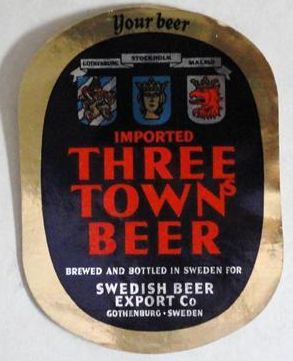 Your beer
GOTHENBURG STOCKHOLM MALMÖ
IMPORTED
THREE
TOWNS
BEER
BREWED AND BOTTLED IN SWEDEN FOR
SWEDISH BEER
EXPORT Co
GOTHENBURG · SWEDEN